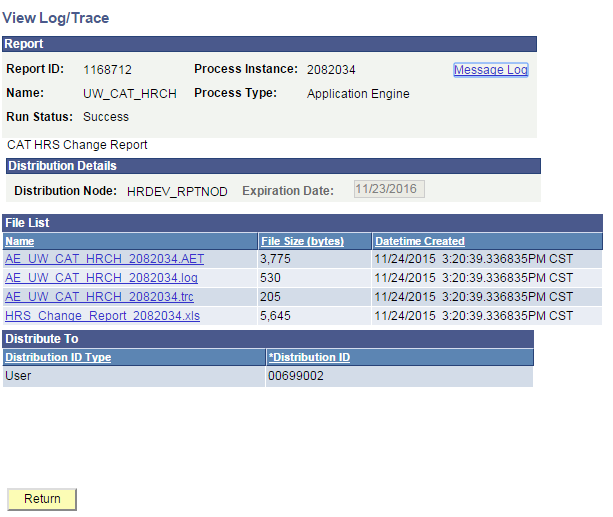 View Log/Trace
Report
Report ID: 1168712 Process Instance: 2082034 Message Log
Name: UW_CAT_HRCH Process Type: Application Engine
Run Status: Success
CAT HRS Change Report
Distribution Details
Distribution Node: HRDEV_RPTNOD Expiration Date: 11/23/2016
File List
Name File Size (bytes) Datetime Created
AE_UW_CAT_HRCH_2082034.AET 3,775 11/24/2015 3:20:39.336835PM CST
AE_UW_CAT_HRCH_2082034.log 530 11/24/2015 3:20:39.336835PM CST
AE_UW_CAT_HRCH_2082034.trc 205 11/24/2015 3:20:39.336835PM CST
HRS_Change_Report_2082034.xls 5,645 11/24/2015 3:20:39.336835PM CST
Distribute To
Distribution ID Type *Distribution ID
User 00699002
Return